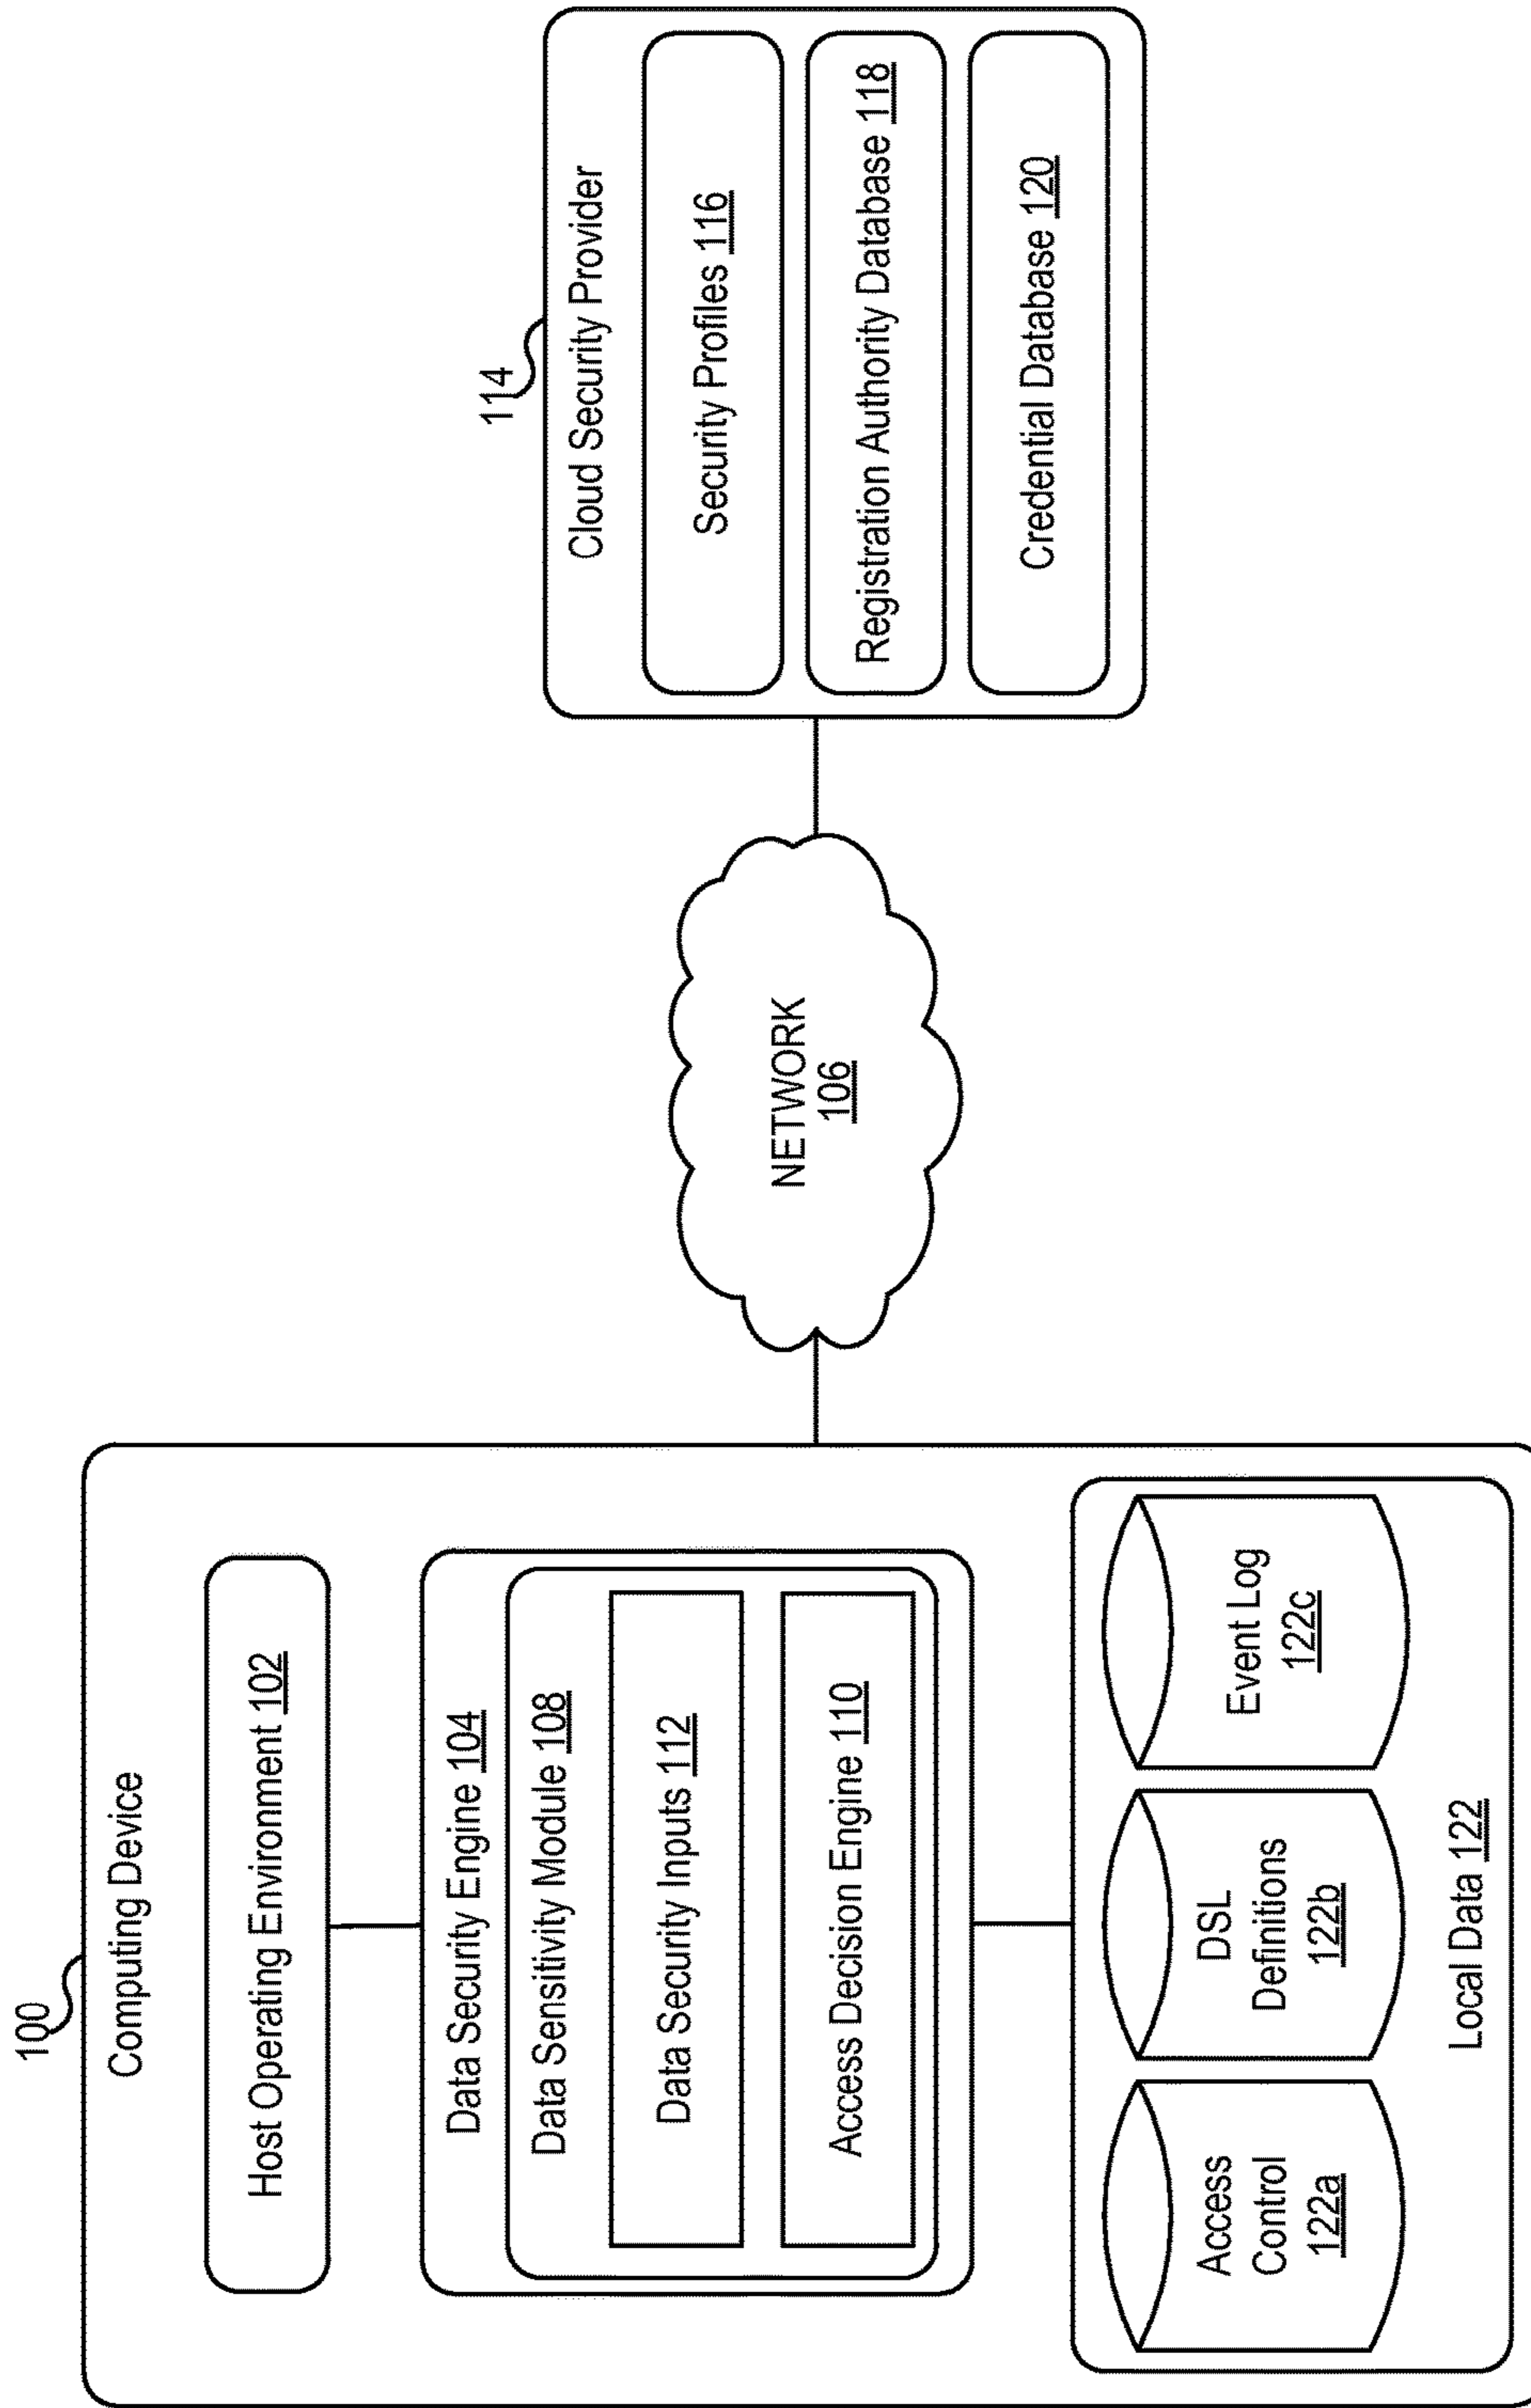 100
Computing Device
Host Operating Environment 102
Data Security Engine 104
Data Sensitivity Module 108
Data Security Inputs 112
Access Decision Engine 110
Access
Control
122a
DSL
Definitions
122b
Event Log
122c
Local Data 122
NETWORK
106
114
Cloud Security Provider
Security Profiles 116
Registration Authority Database 118
Credential Database 120